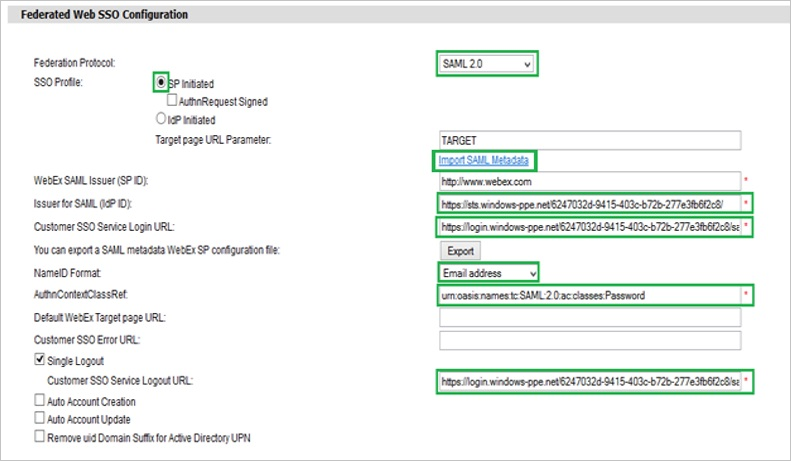 Federated Web SSO Configuration
Federation Protocol: SAML 2.0
SSO Profile: SP Initiated
AuthnRequest Signed
IdP Initiated
Target page URL Parameter: TARGET
Import SAML Metadata
WebEx SAML Issuer (SP ID): http://www.webex.com *
Issuer for SAML (IdP ID): https://sts.windows-ppe.net/6247032d-9415-403c-b72b-277e3fb6f2c8/ *
Customer SSO Service Login URL: https://login.windows-ppe.net/6247032d-9415-403c-b72b-277e3fb6f2c8/sa *
You can export a SAML metadata WebEx SP configuration file: Export
NameID Format: Email address
AuthnContextClassRef: urn:oasis:names:tc:SAML:2.0:ac:classes:Password *
Default WebEx Target page URL:
Customer SSO Error URL:
Single Logout
Customer SSO Service Logout URL: https://login.windows-ppe.net/6247032d-9415-403c-b72b-277e3fb6f2c8/sa *
Auto Account Creation
Auto Account Update
Remove uid Domain Suffix for Active Directory UPN